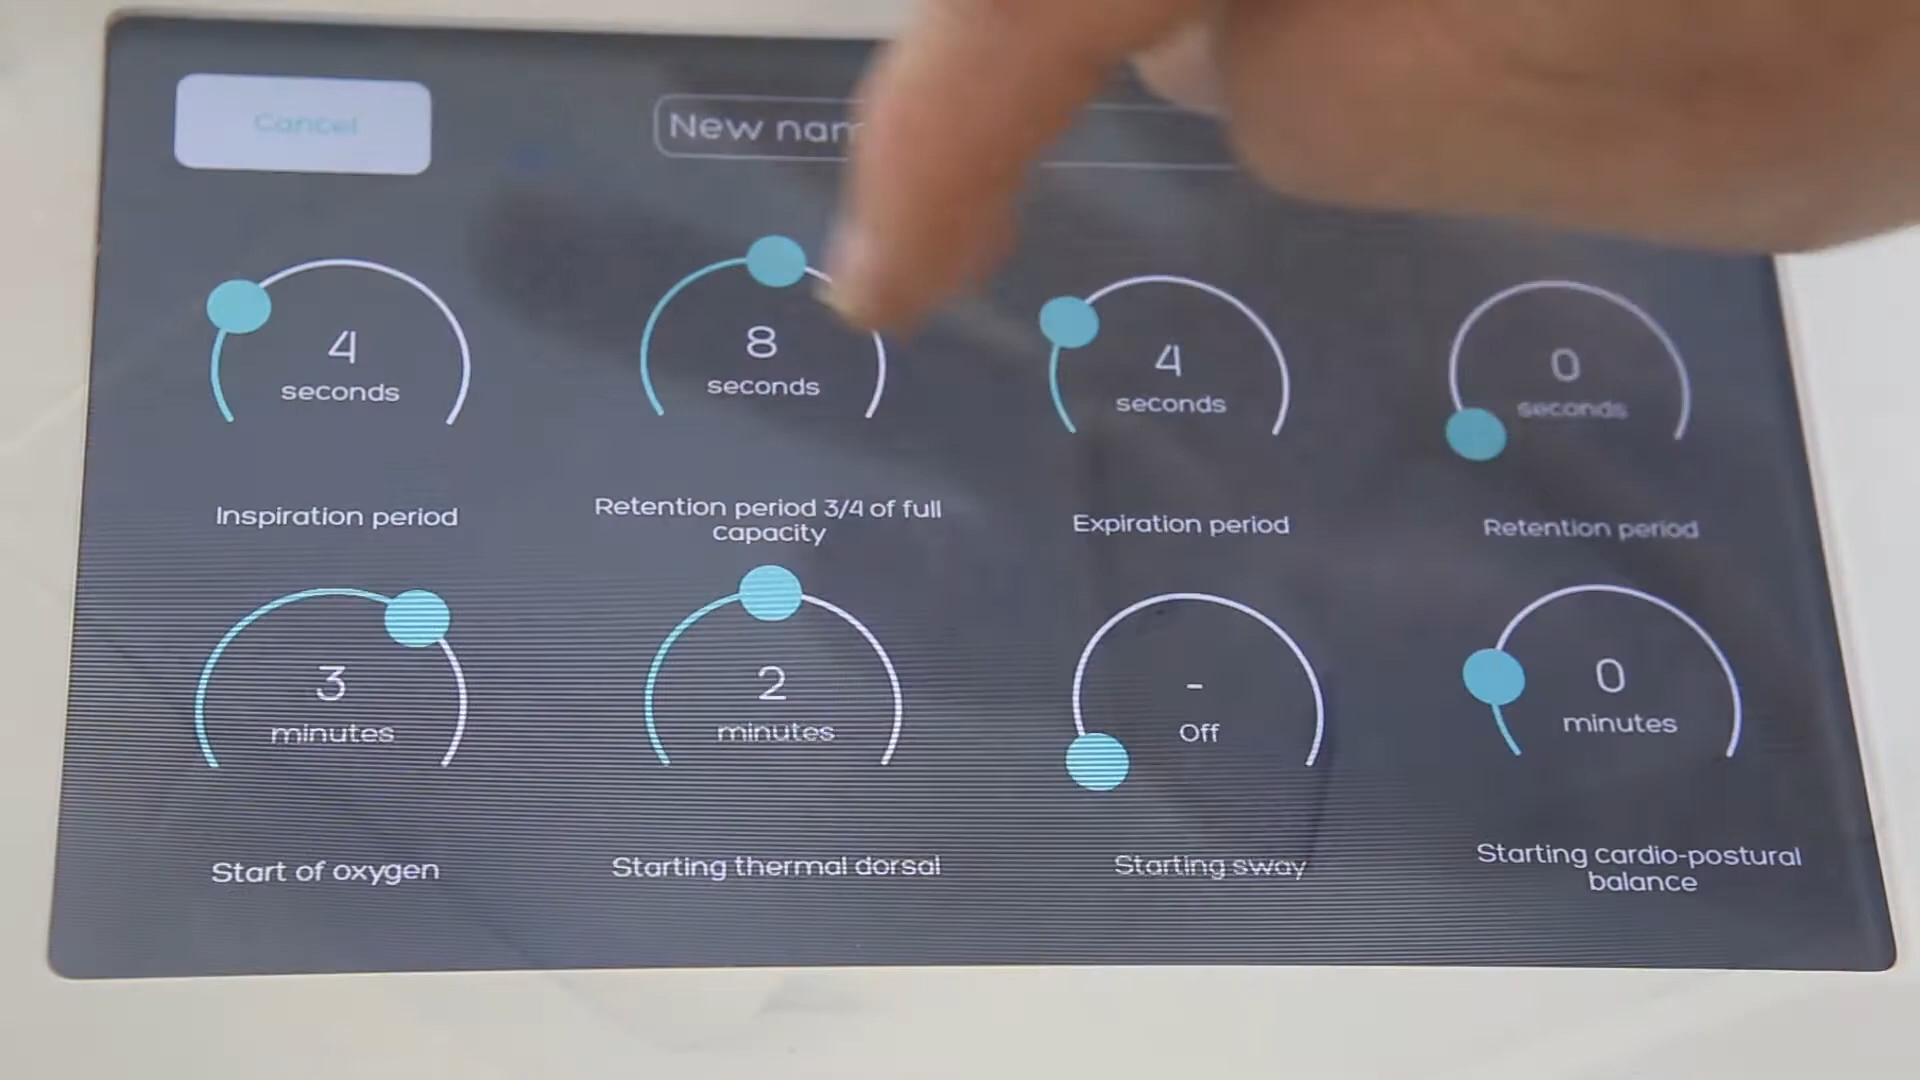 Cancel
New
4
seconds
8
seconds
4
seconds
0
seconds
Inspiration period
Retention period 3/4 of full
capacity
Expiration period
Retention period
3
minutes
2
minutes
-
Off
0
minutes
Start of oxygen
Starting thermal dorsal
Starting sway
Starting cardio-postural
balance